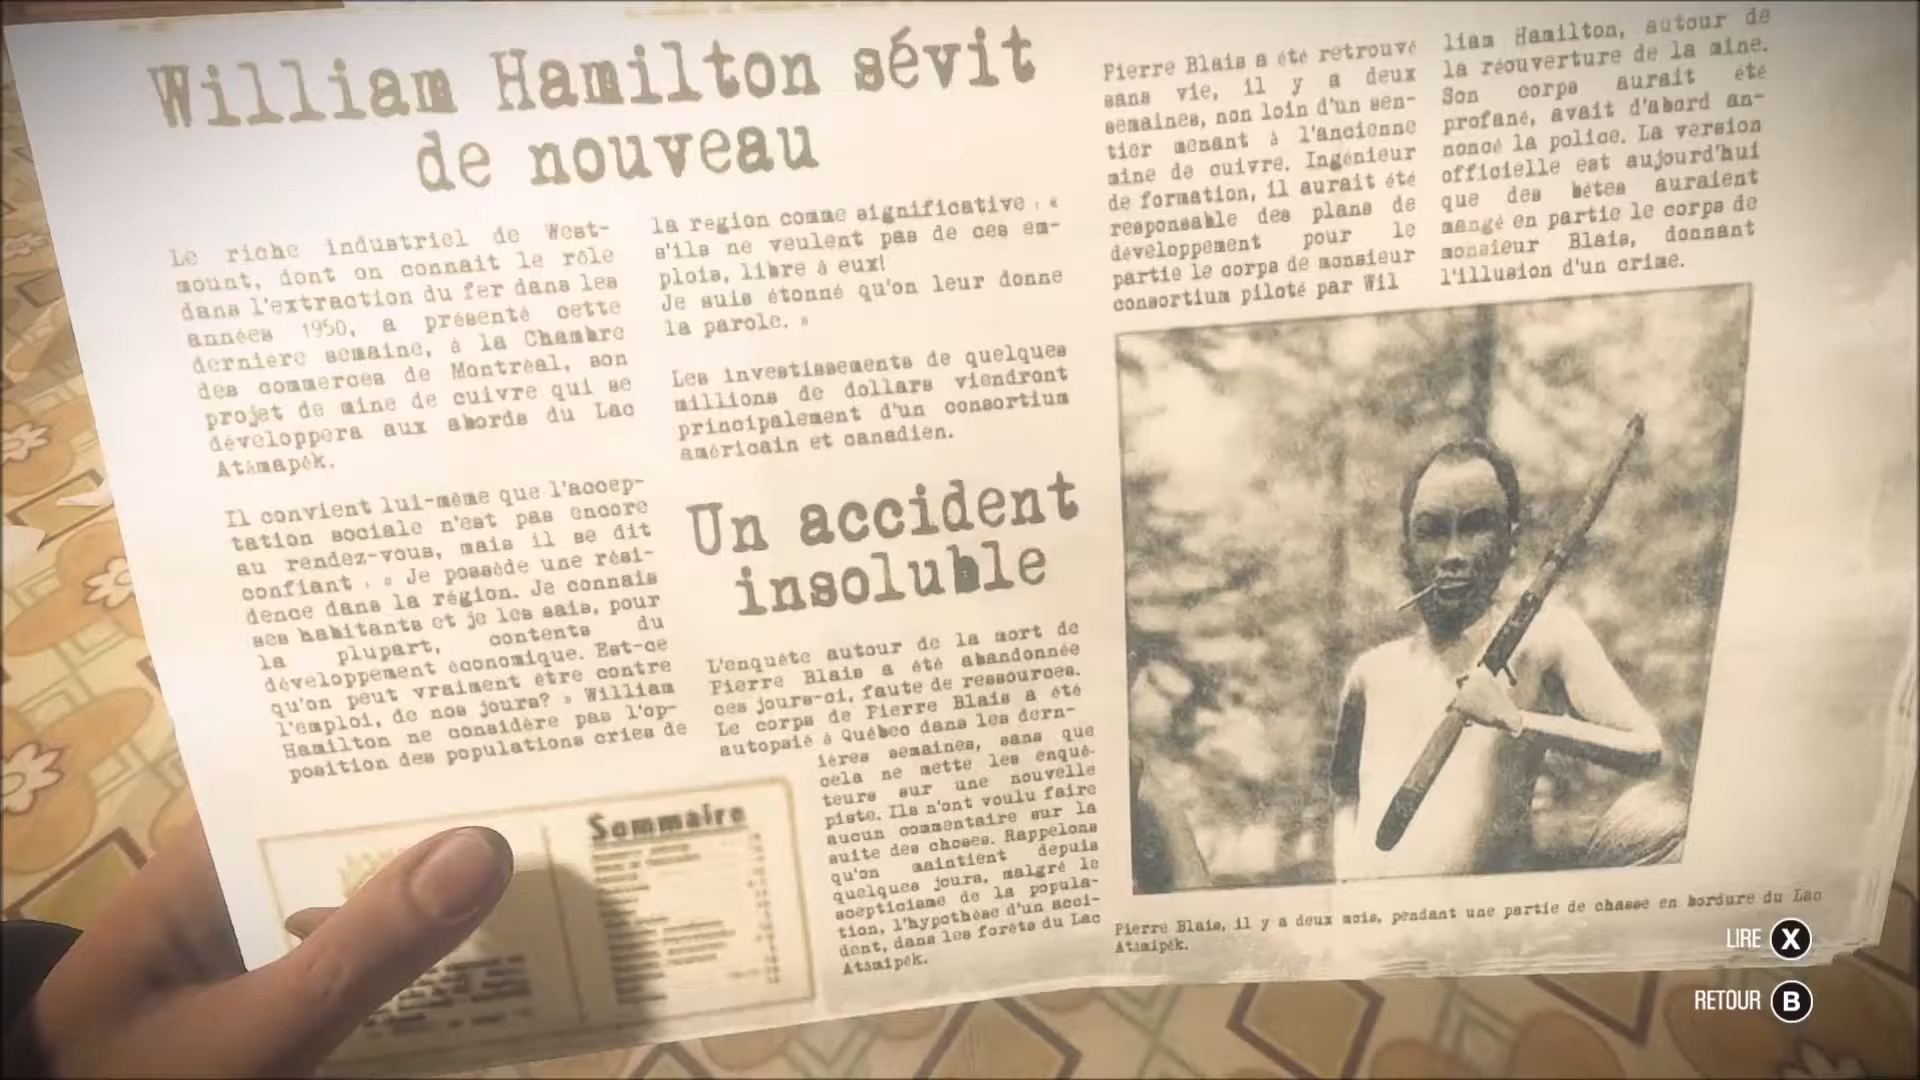 William Hamilton sévit
de nouveau
Le riche industriel de West-
mount, dont on connait le rôle
dans l'extraction du fer dans les
années 1950, a présenté cette
dernière semaine, à la Chambre
des commerces de Montréal, son
projet de mine de cuivre qui se
développera aux abords du Lac
Atâmapêk.
Il convient lui-même que l'accep-
tation sociale n'est pas encore
au rendez-vous, mais il se dit
confiant : « Je possède une rési-
dence dans la région. Je connais
ses habitants et je les sais, pour
la plupart, contents du
développement économique. Est-ce
qu'on peut vraiment être contre
l'emploi, de nos jours? » William
Hamilton ne considère pas l'op-
position des populations cries de
la région comme significative : «
s'ils ne veulent pas de ces em-
plois, libre à eux!
Je suis étonné qu'on leur donne
la parole. »
Les investissements de quelques
millions de dollars viendront
principalement d'un consortium
américain et canadien.
Un accident
insoluble
L'enquête autour de la mort de
Pierre Blais a été abandonnée
ces jours-ci, faute de ressources.
Le corps de Pierre Blais a été
autopsié à Québec dans les dern-
ières semaines, sans que
cela ne mette les enquê-
teurs sur une nouvelle
piste. Ils n'ont voulu faire
aucun commentaire sur la
suite des choses. Rappelons
qu'on maintient depuis
quelques jours, malgré le
scepticisme de la popula-
tion, l'hypothèse d'un acci-
dent, dans les forêts du Lac
Atâmipêk.
Pierre Blais a été retrouvé
sans vie, il y a deux
semaines, non loin d'un sen-
tier menant à l'ancienne
mine de cuivre. Ingénieur
de formation, il aurait été
responsable des plans de
développement pour le
partie le corps de monsieur
consortium piloté par Wil
liam Hamilton, autour de
la réouverture de la mine.
Son corps aurait été
profané, avait d'abord an-
noncé la police. La version
officielle est aujourd'hui
que des bêtes auraient
mangé en partie le corps de
monsieur Blais, donnant
l'illusion d'un crime.
Pierre Blais, il y a deux mois, pendant une partie de chasse en bordure du Lac
Atâmipêk.
Sommaire
LIRE X
RETOUR B